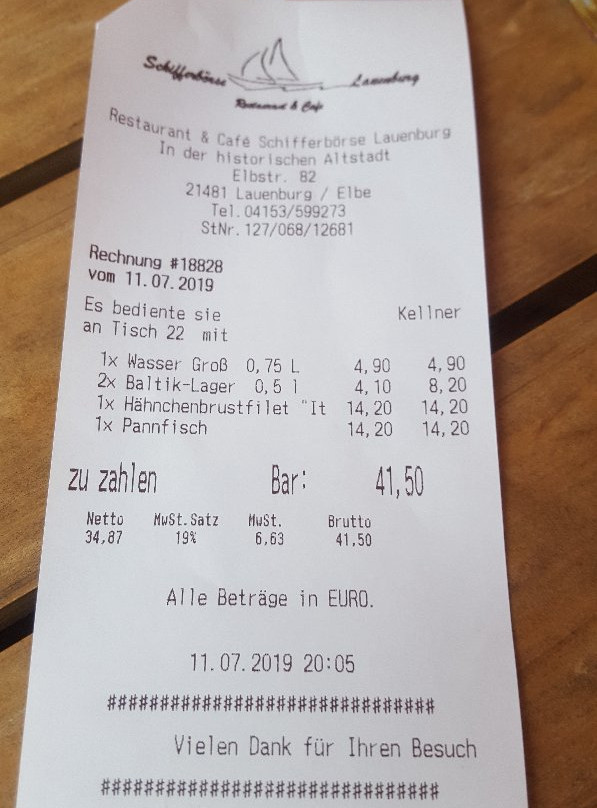 Schifferbörse Lauenburg
Restaurant & Café
Restaurant & Café Schifferbörse Lauenburg
In der historischen Altstadt
Elbstr. 82
21481 Lauenburg / Elbe
Tel. 04153/599273
StNr. 127/068/12681
Rechnung #18828
vom 11.07.2019
Es bediente sie Kellner
an Tisch 22 mit
1x Wasser Groß 0,75 L 4,90 4,90
2x Baltik-Lager 0,5 l 4,10 8,20
1x Hähnchenbrustfilet "It 14,20 14,20
1x Pannfisch 14,20 14,20
zu zahlen Bar: 41,50
Netto MwSt.Satz MwSt. Brutto
34,87 19% 6,63 41,50
Alle Beträge in EURO.
11.07.2019 20:05
###############################
Vielen Dank für Ihren Besuch
###############################